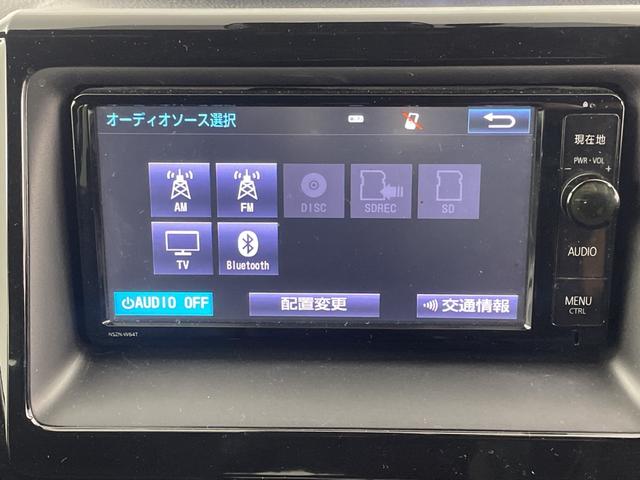 オーディオソース選択
現在地
PWR・VOL
- +
AM
FM
DISC
SDREC
SD
AUDIO
TV
Bluetooth
AUDIO OFF
配置変更
交通情報
MENU
CTRL
NSZN-W64T